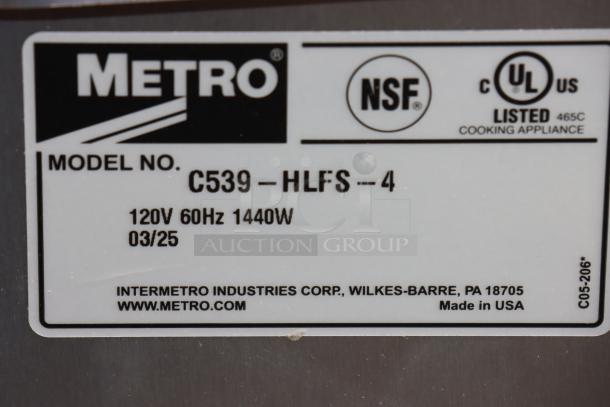 METRO®
NSF®
C UL® US
LISTED 465C
COOKING APPLIANCE
MODEL NO. C539-HLFS-4
120V 60Hz 1440W
03/25
PCI
AUCTION GROUP
INTERMETRO INDUSTRIES CORP., WILKES-BARRE, PA 18705
WWW.METRO.COM Made in USA
C05-206*